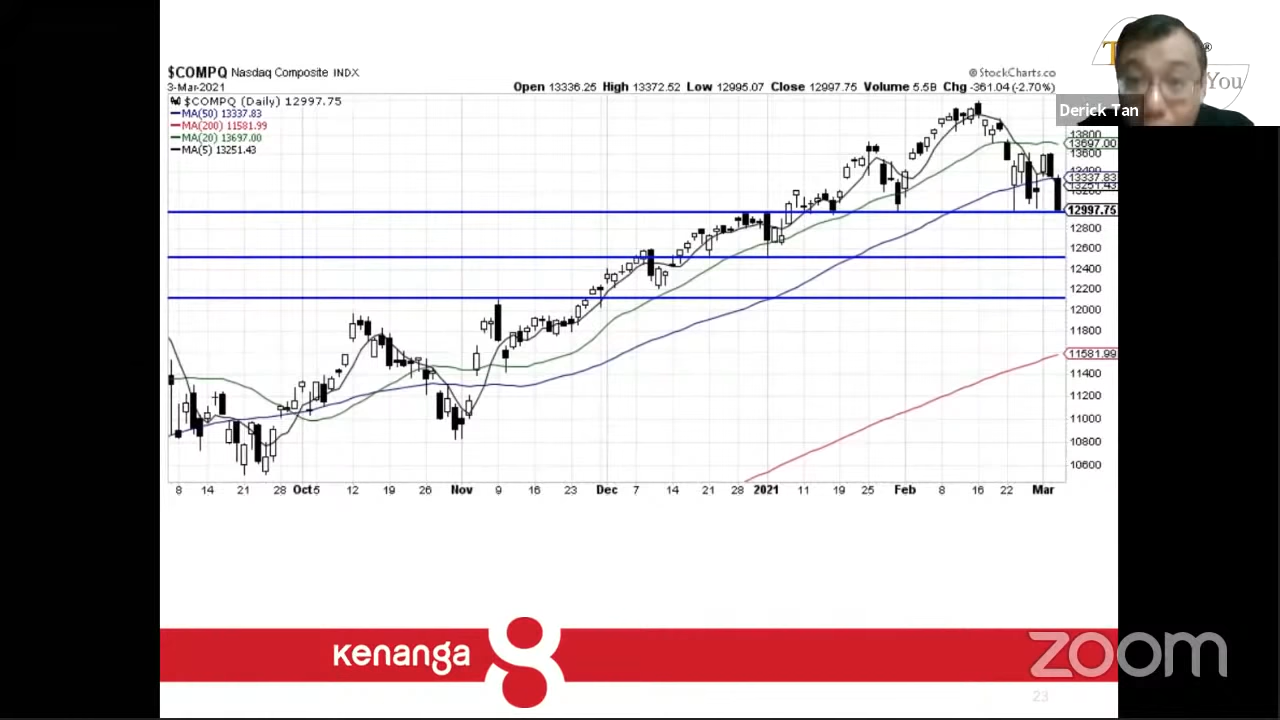 $COMPQ Nasdaq Composite INDX
© StockCharts.co
3-Mar-2021
Open 13336.25 High 13372.52 Low 12995.07 Close 12997.75 Volume 5.5B Chg -361.04 (-2.70%)
$COMPQ (Daily) 12997.75
MA(50) 13337.83
MA(200) 11581.99
MA(20) 13697.00
MA(5) 13251.43
T
®
You
Derick Tan
13800
13697.00
13600
13400
13337.83
13251.43
12997.75
12800
12600
12400
12200
12000
11800
11581.99
11400
11200
11000
10800
10600
8 14 21 28 Oct 5 12 19 26 Nov 9 16 23 Dec 7 14 21 28 2021 11 19 25 Feb 8 16 22 Mar
kenanga
zoom
23